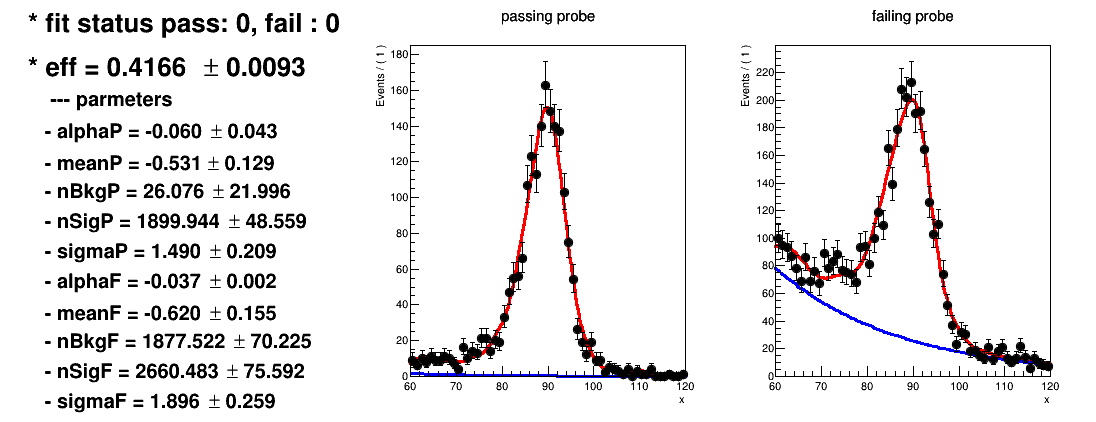 * fit status pass: 0, fail : 0
* eff = 0.4166 ± 0.0093
--- parmeters
- alphaP = -0.060 ± 0.043
- meanP = -0.531 ± 0.129
- nBkgP = 26.076 ± 21.996
- nSigP = 1899.944 ± 48.559
- sigmaP = 1.490 ± 0.209
- alphaF = -0.037 ± 0.002
- meanF = -0.620 ± 0.155
- nBkgF = 1877.522 ± 70.225
- nSigF = 2660.483 ± 75.592
- sigmaF = 1.896 ± 0.259
passing probe
Events / ( 1 )
180
160
140
120
100
80
60
40
20
0
60 70 80 90 100 110 120
x
failing probe
Events / ( 1 )
220
200
180
160
140
120
100
80
60
40
20
0
60 70 80 90 100 110 120
x